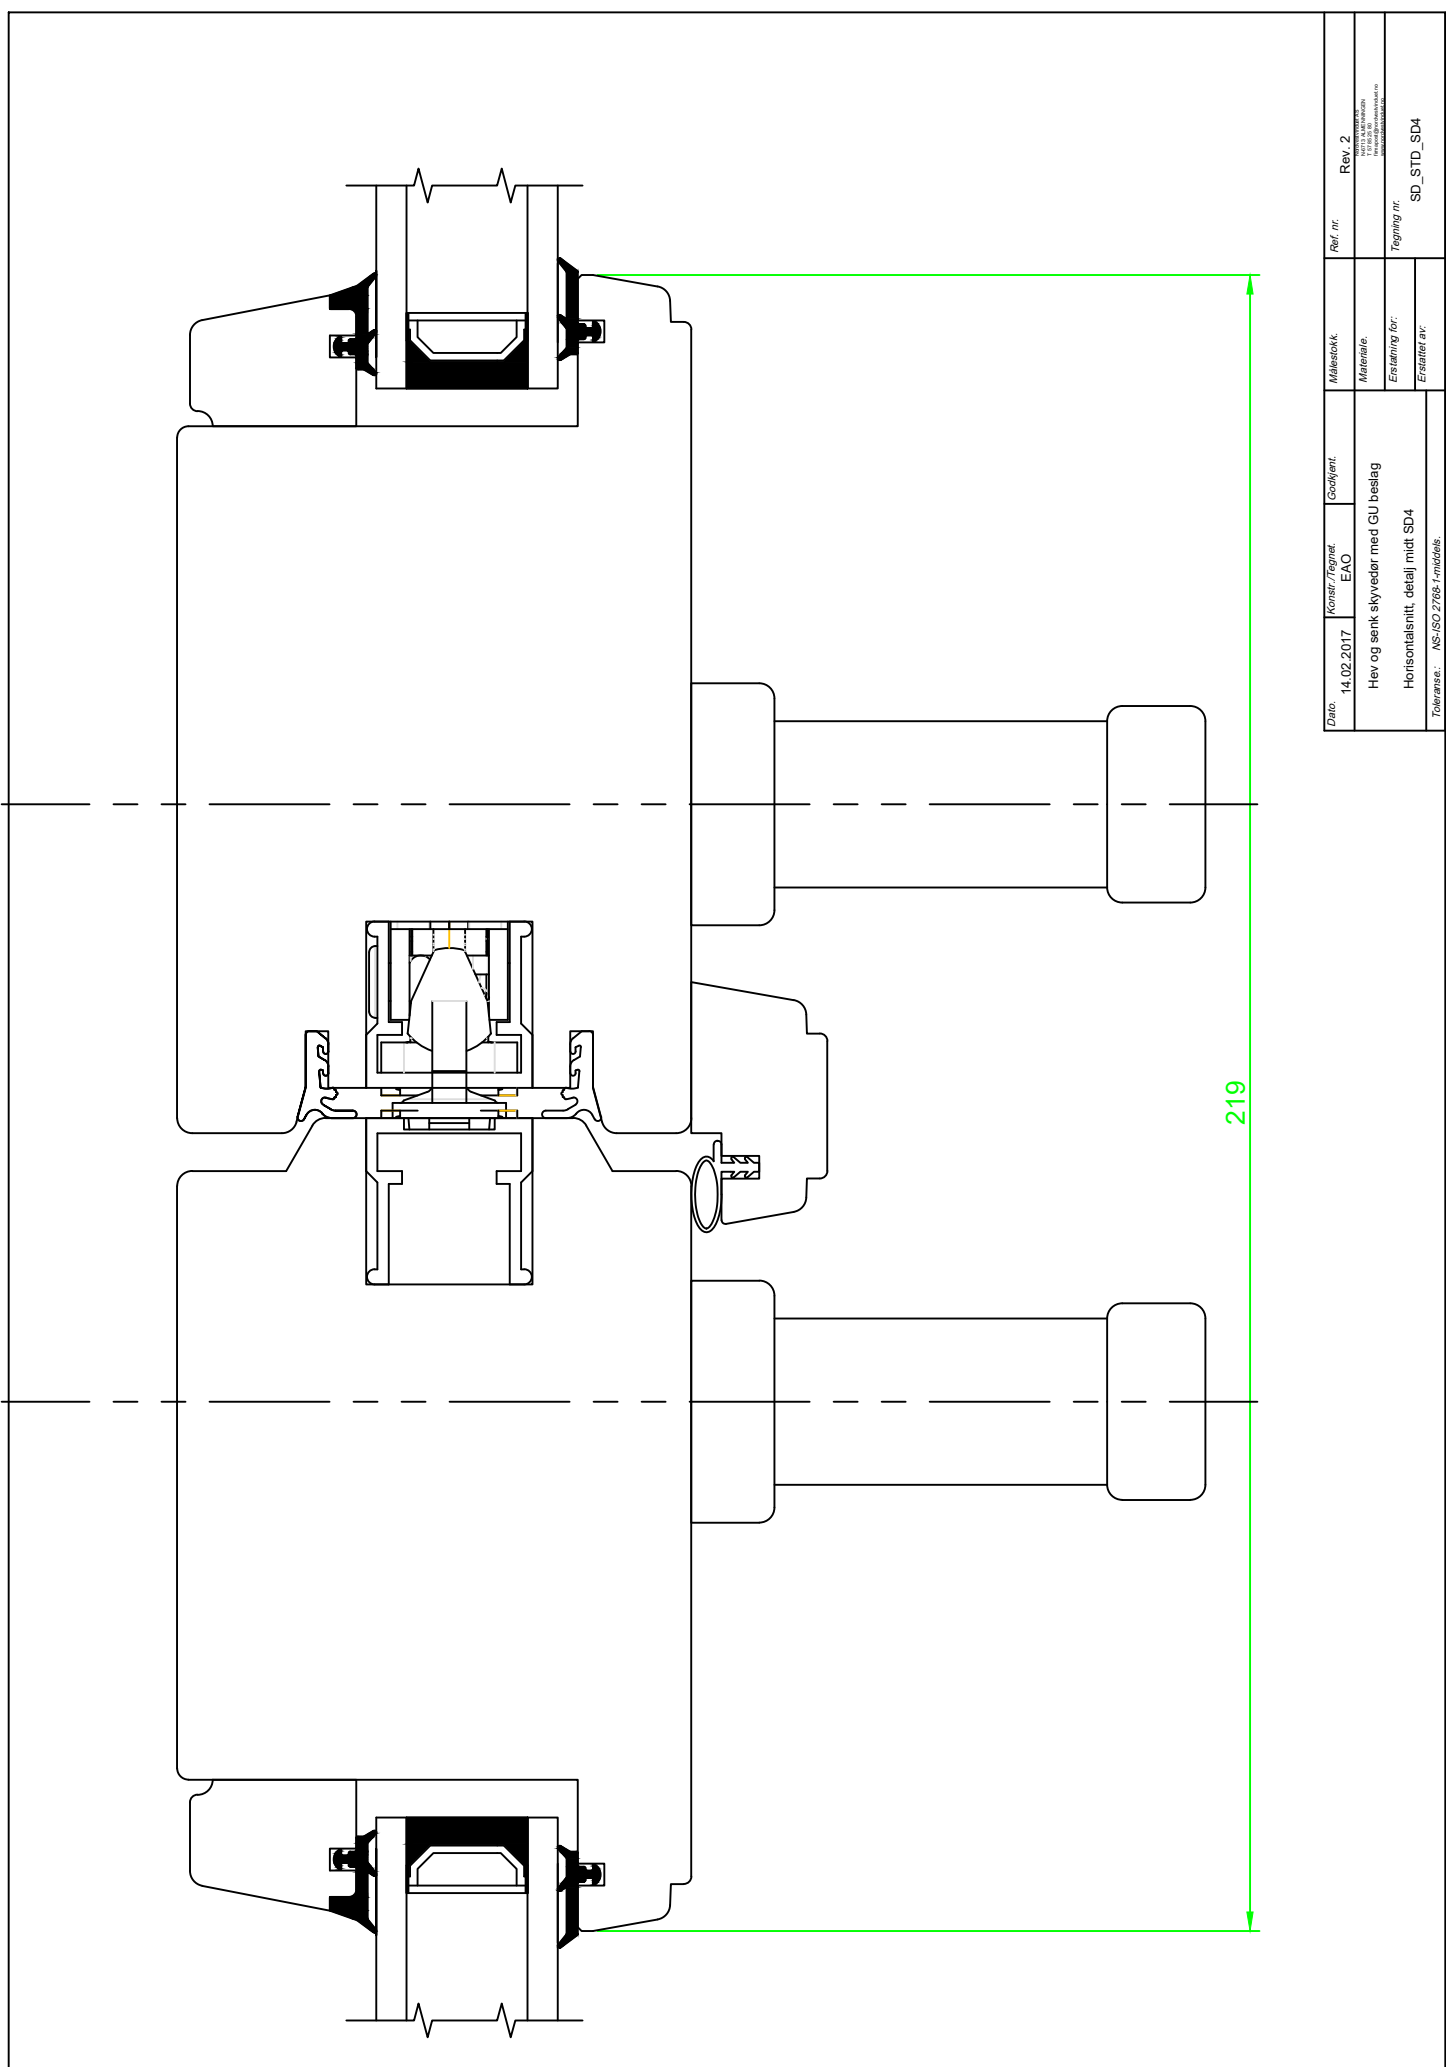 219
Dato.
14.02.2017
Konstr./Tegnet.
EAO
Godkjent.
Målestokk.
Ref. nr.
Rev. 2
Hev og senk skyvedør med GU beslag
Horisontalsnitt, detalj midt SD4
Materiale.
Erstatning for:
Erstattet av:
Tegning nr.
SD_STD_SD4
Toleranse.: NS-ISO 2768-1-middels.